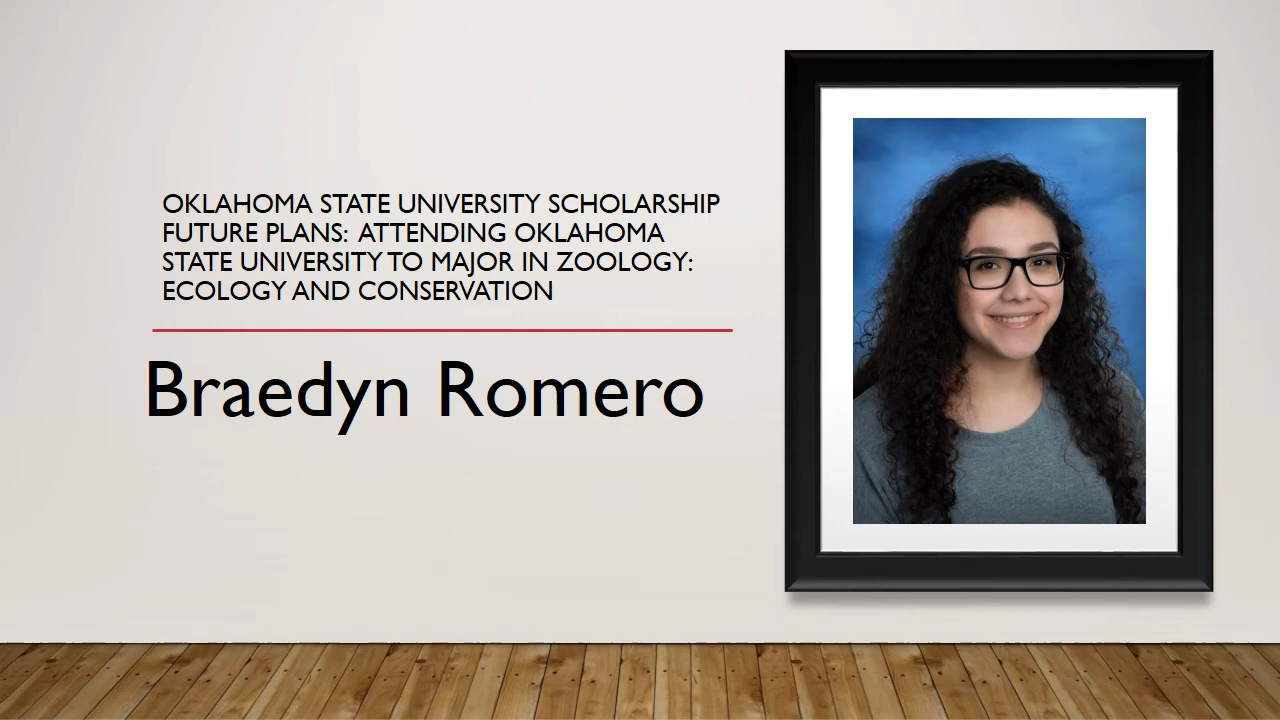 OKLAHOMA STATE UNIVERSITY SCHOLARSHIP
FUTURE PLANS: ATTENDING OKLAHOMA
STATE UNIVERSITY TO MAJOR IN ZOOLOGY:
ECOLOGY AND CONSERVATION
Braedyn Romero